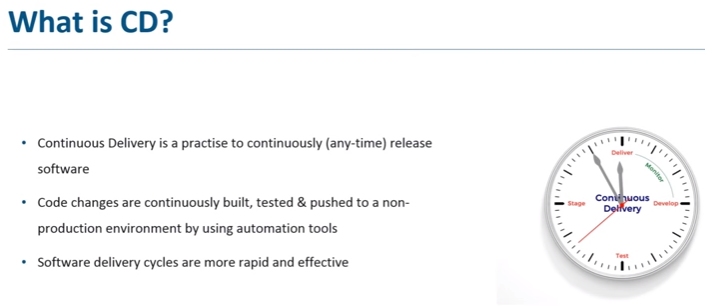 What is CD?
• Continuous Delivery is a practise to continuously (any-time) release
software
• Code changes are continuously built, tested & pushed to a non-
production environment by using automation tools
• Software delivery cycles are more rapid and effective
Deliver
Monitor
Stage
Continuous
Delivery
Develop
Test